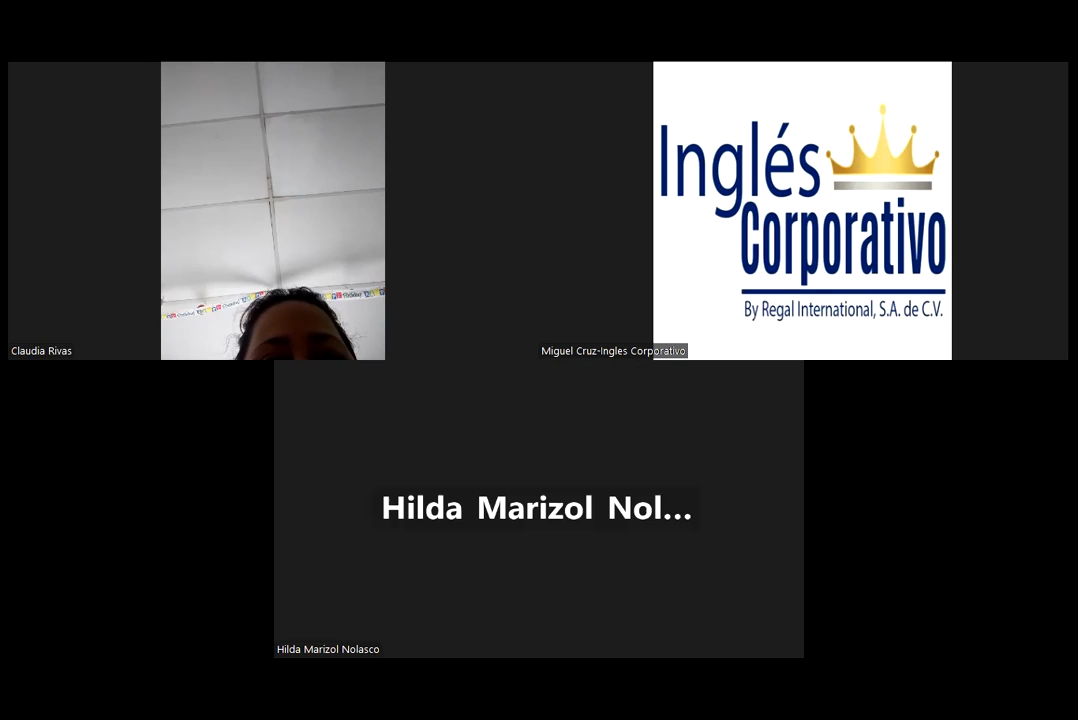 Inglés
Corporativo
By Regal International, S.A. de C.V.
Claudia Rivas
Miguel Cruz-Ingles Corporativo
Hilda Marizol Nol...
Hilda Marizol Nolasco